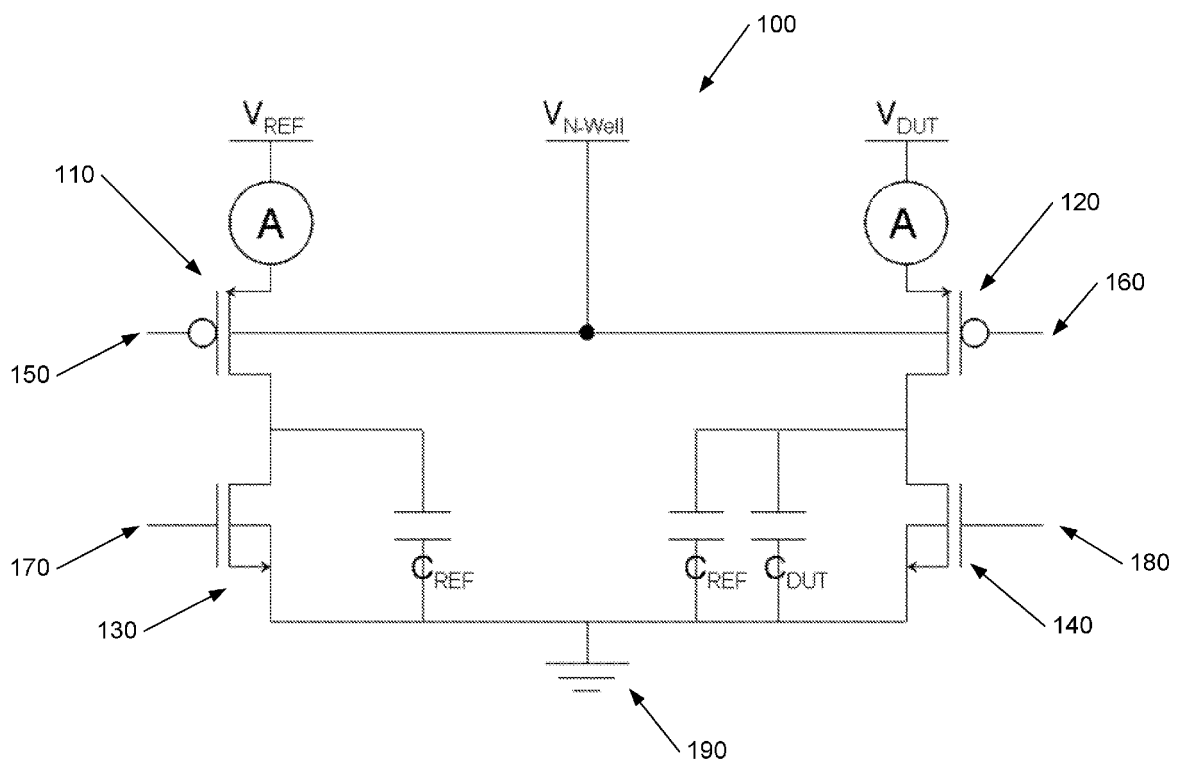 100
V_REF
V_N-Well
V_DUT
110
A
A
120
160
150
170
C_REF
C_REF
C_DUT
180
130
140
190